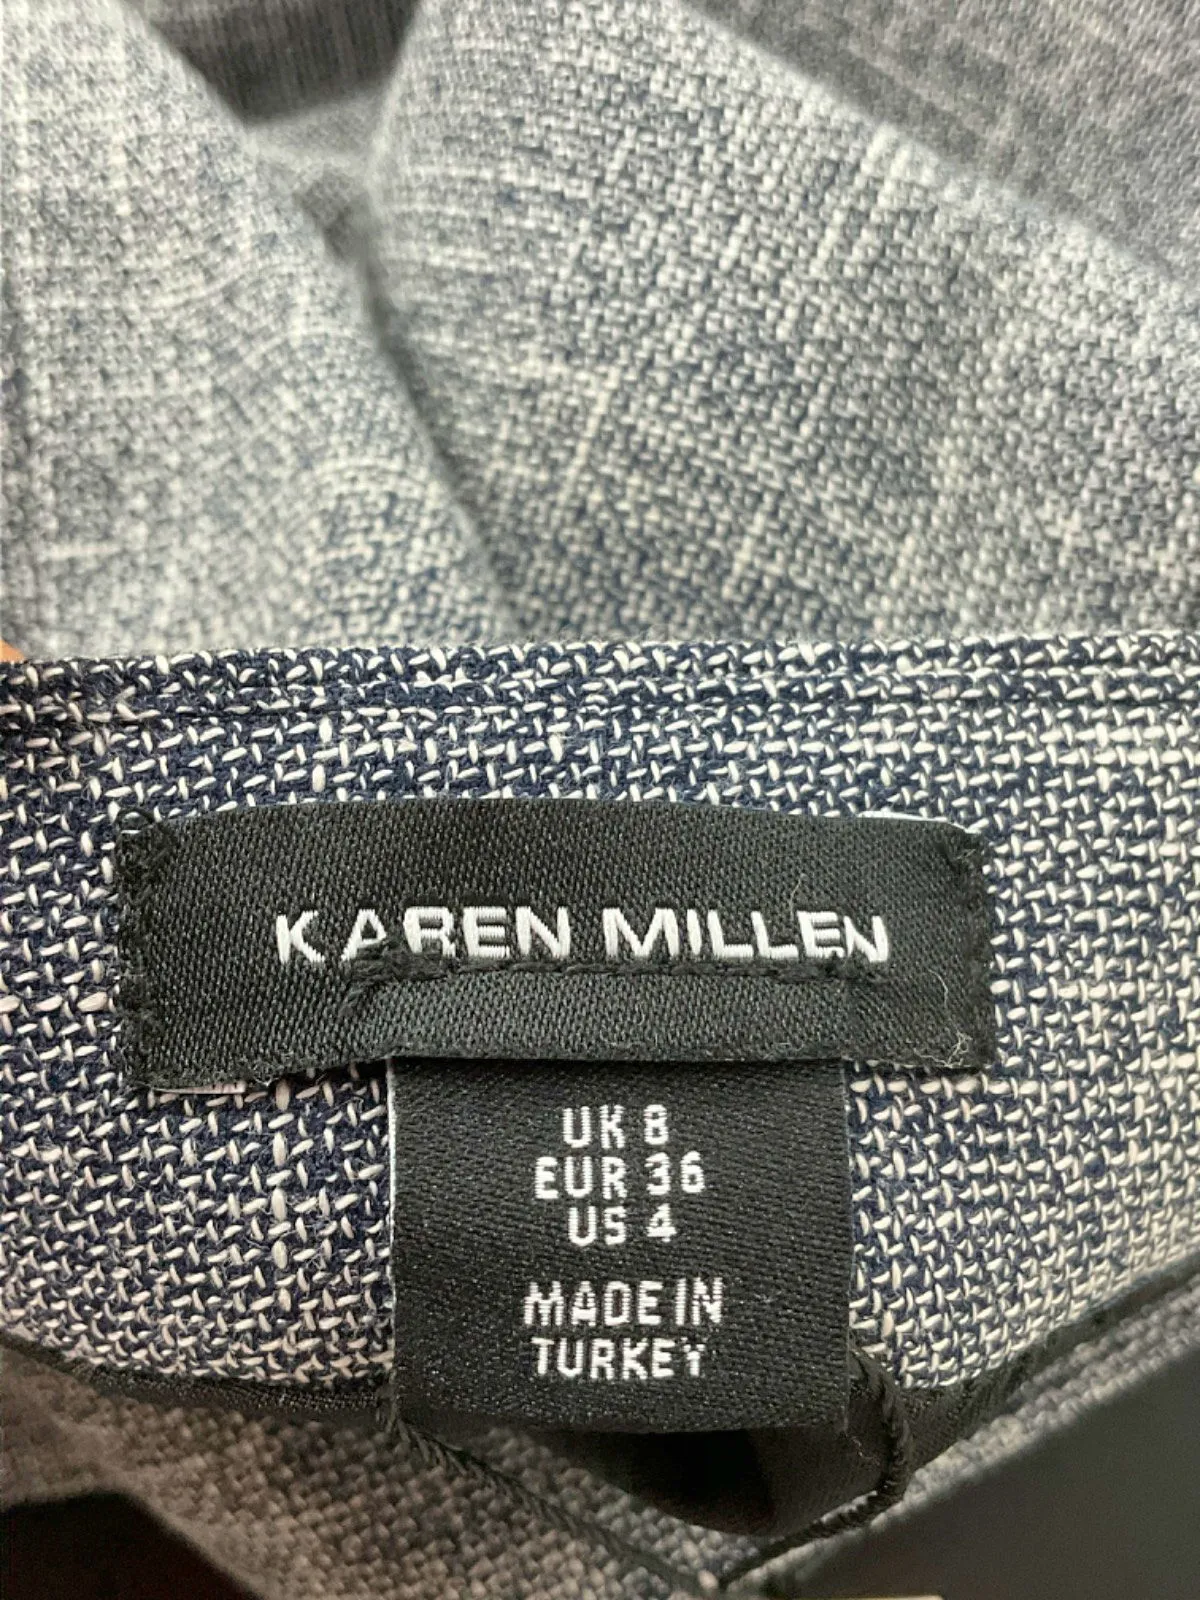 KAREN MILLEN
UK 8
EUR 36
US 4
MADE IN
TURKEY